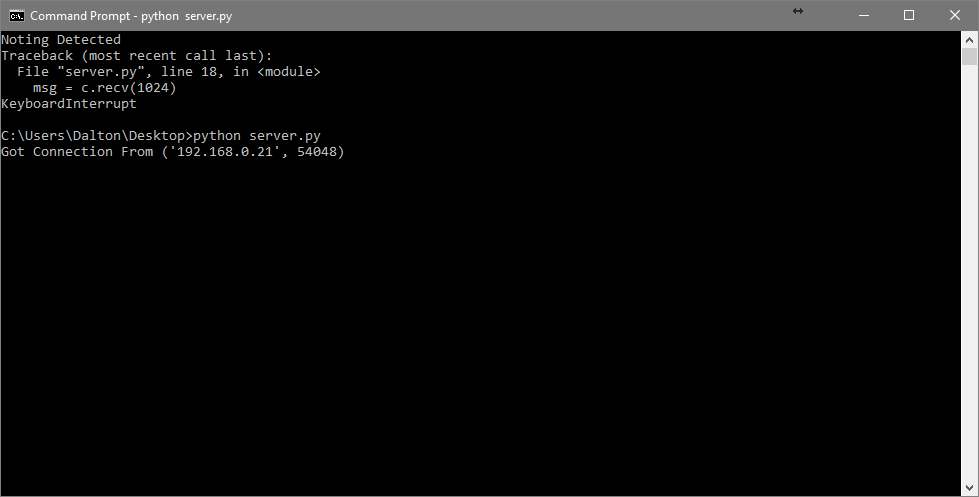 Command Prompt - python  server.py
Noting Detected
Traceback (most recent call last):
  File "server.py", line 18, in <module>
    msg = c.recv(1024)
KeyboardInterrupt
C:\Users\Dalton\Desktop>python server.py
Got Connection From ('192.168.0.21', 54048)